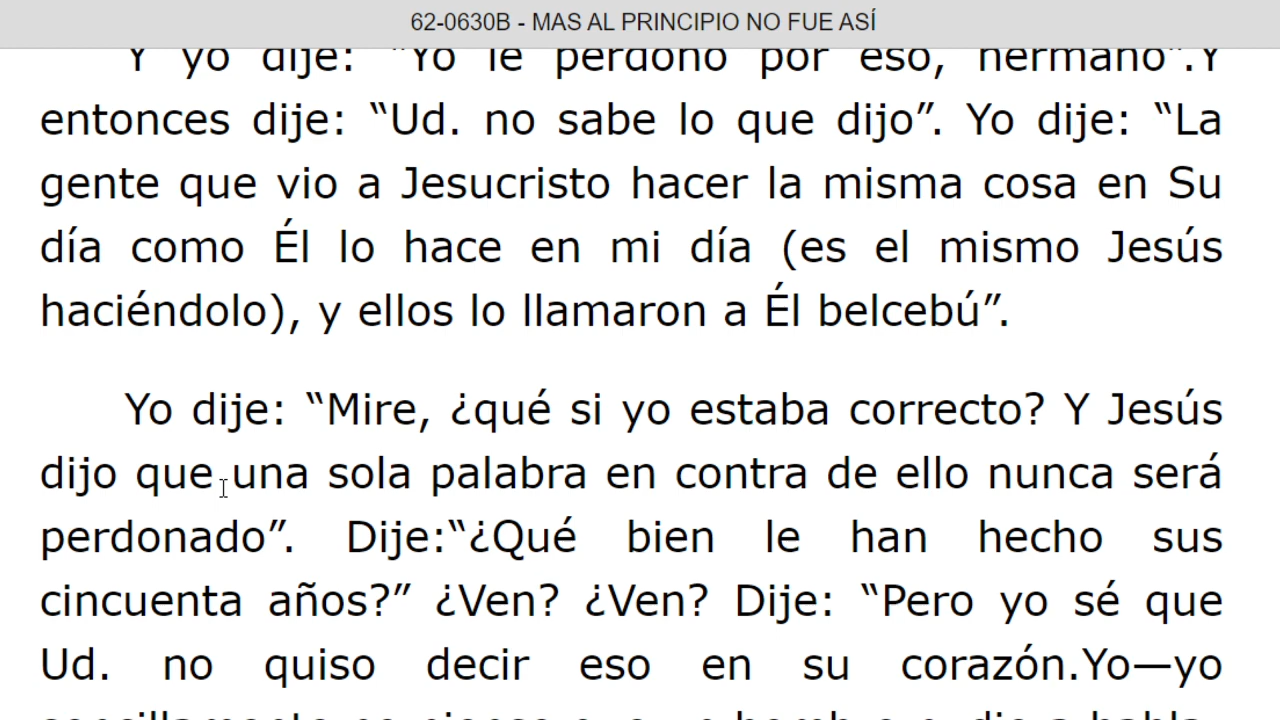 62-0630B - MAS AL PRINCIPIO NO FUE ASÍ
Y yo dije: "Yo le perdono por eso, hermano".Y
entonces dije: “Ud. no sabe lo que dijo”. Yo dije: “La
gente que vio a Jesucristo hacer la misma cosa en Su
día como Él lo hace en mi día (es el mismo Jesús
haciéndolo), y ellos lo llamaron a Él belcebú”.
Yo dije: “Mire, ¿qué si yo estaba correcto? Y Jesús
dijo que una sola palabra en contra de ello nunca será
perdonado”. Dije:“¿Qué bien le han hecho sus
cincuenta años?” ¿Ven? ¿Ven? Dije: “Pero yo sé que
Ud. no quiso decir eso en su corazón.Yo—yo